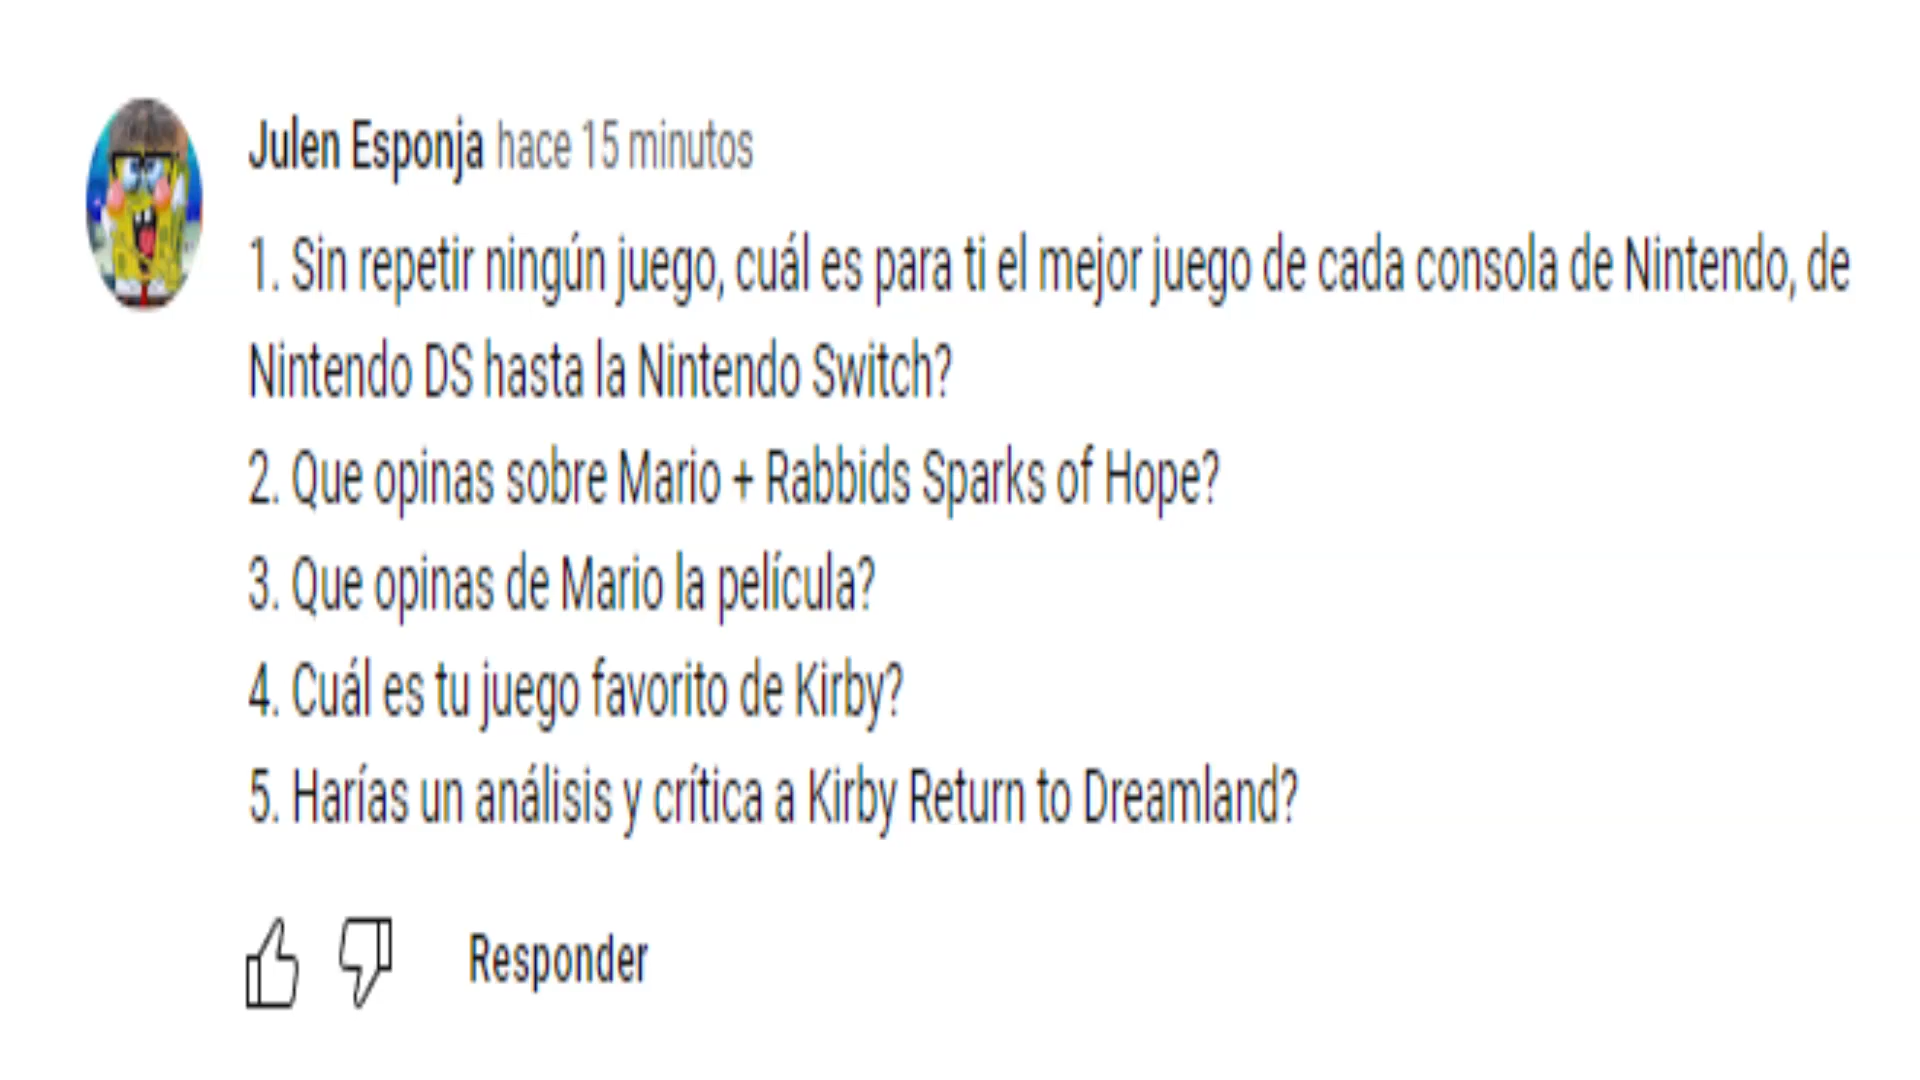 Julen Esponja hace 15 minutos
1. Sin repetir ningún juego, cuál es para ti el mejor juego de cada consola de Nintendo, de
Nintendo DS hasta la Nintendo Switch?
2. Que opinas sobre Mario + Rabbids Sparks of Hope?
3. Que opinas de Mario la película?
4. Cuál es tu juego favorito de Kirby?
5. Harías un análisis y crítica a Kirby Return to Dreamland?
Responder